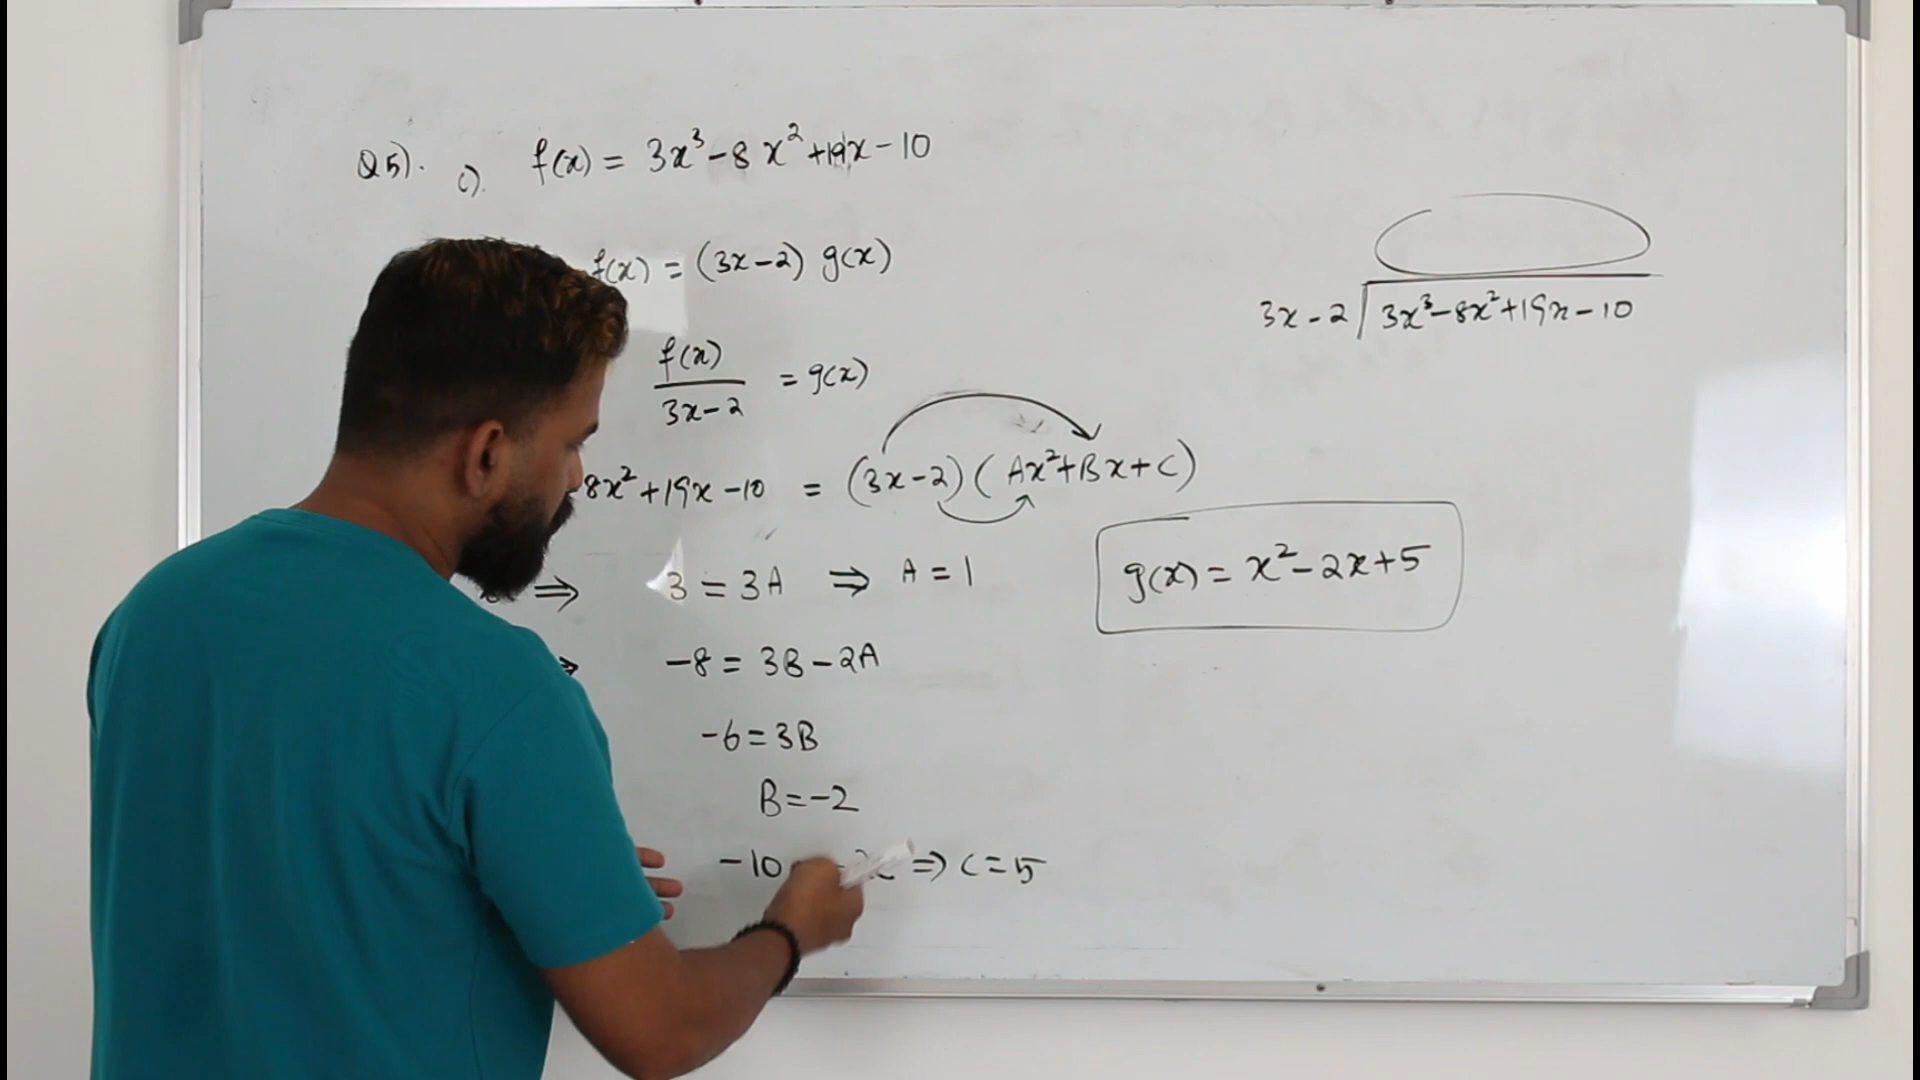 Q5). c). f(x) = 3x³-8x²+19x-10
f(x) = (3x-2) g(x)
f(x)
3x-2
= g(x)
8x²+19x-10 = (3x-2)(Ax²+Bx+C)
⇒ 3 = 3A ⇒ A = 1
-8 = 3B-2A
-6=3B
B=-2
-10 ⇒ C=5
3x-2 3x³-8x²+19x-10
g(x) = x²-2x+5